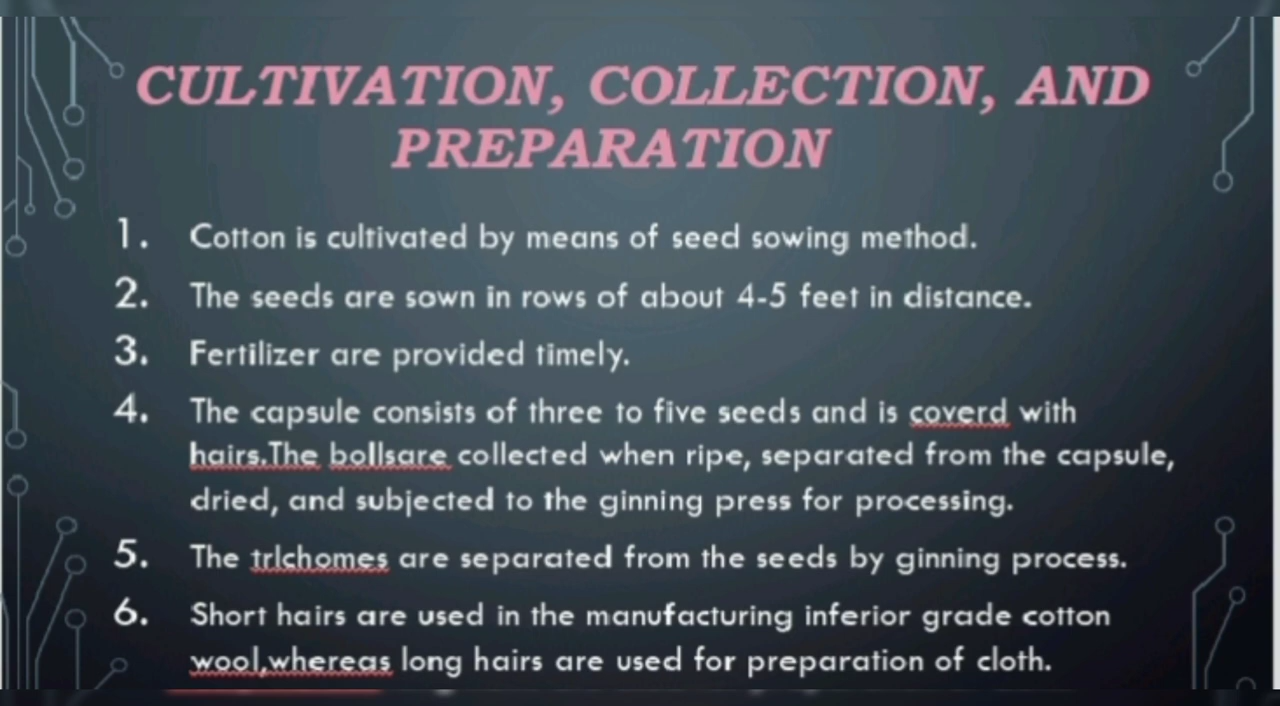 CULTIVATION, COLLECTION, AND
PREPARATION
1. Cotton is cultivated by means of seed sowing method.
2. The seeds are sown in rows of about 4-5 feet in distance.
3. Fertilizer are provided timely.
4. The capsule consists of three to five seeds and is coverd with
hairs.The bollsare collected when ripe, separated from the capsule,
dried, and subjected to the ginning press for processing.
5. The trIchomes are separated from the seeds by ginning process.
6. Short hairs are used in the manufacturing inferior grade cotton
wool,whereas long hairs are used for preparation of cloth.